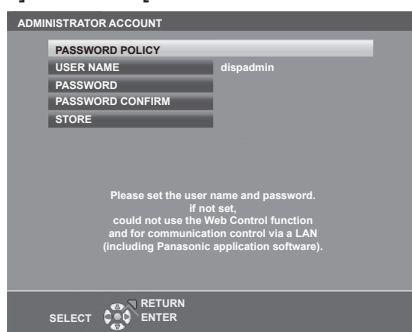 ADMINISTRATOR ACCOUNT
PASSWORD POLICY
USER NAME dispadmin
PASSWORD
PASSWORD CONFIRM
STORE
Please set the user name and password.
if not set,
could not use the Web Control function
and for communication control via a LAN
(including Panasonic application software).
RETURN
SELECT ENTER